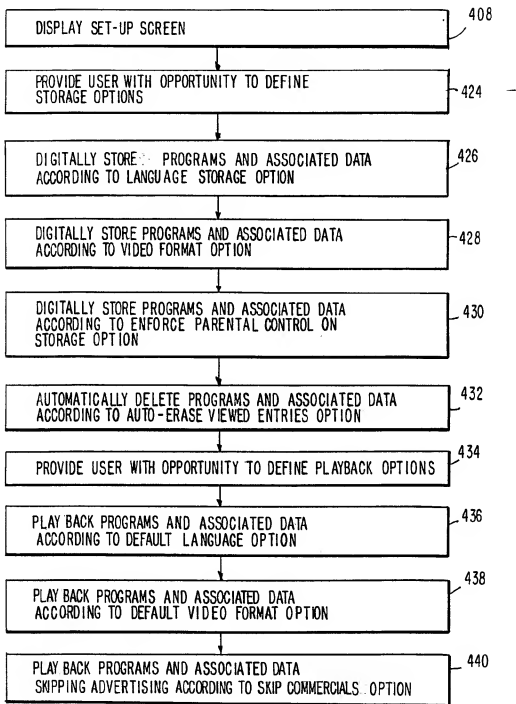 DISPLAY SET-UP SCREEN
408
PROVIDE USER WITH OPPORTUNITY TO DEFINE
STORAGE OPTIONS
424
DIGITALLY STORE PROGRAMS AND ASSOCIATED DATA
ACCORDING TO LANGUAGE STORAGE OPTION
426
DIGITALLY STORE PROGRAMS AND ASSOCIATED DATA
ACCORDING TO VIDEO FORMAT OPTION
428
DIGITALLY STORE PROGRAMS AND ASSOCIATED DATA
ACCORDING TO ENFORCE PARENTAL CONTROL ON
STORAGE OPTION
430
AUTOMATICALLY DELETE PROGRAMS AND ASSOCIATED DATA
ACCORDING TO AUTO-ERASE VIEWED ENTRIES OPTION
432
PROVIDE USER WITH OPPORTUNITY TO DEFINE PLAYBACK OPTIONS
434
PLAY BACK PROGRAMS AND ASSOCIATED DATA
ACCORDING TO DEFAULT LANGUAGE OPTION
436
PLAY BACK PROGRAMS AND ASSOCIATED DATA
ACCORDING TO DEFAULT VIDEO FORMAT OPTION
438
PLAY BACK PROGRAMS AND ASSOCIATED DATA
SKIPPING ADVERTISING ACCORDING TO SKIP COMMERCIALS OPTION
440